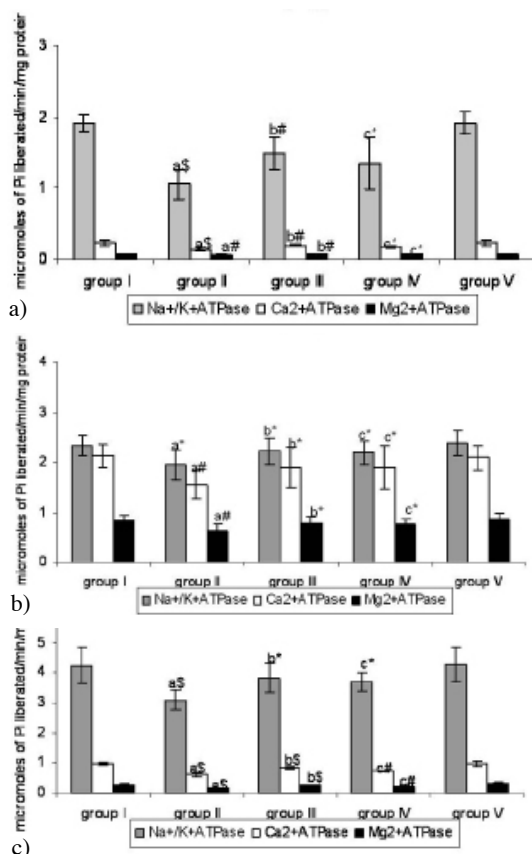 micromoles of Pi liberated/min/mg protein
3
2
1
0
a$ a$ a#
b# b# b#
c* c* c*
group I group II group III group IV group V
Na+/K+ATPase Ca2+ATPase Mg2+ATPase
a)
micromoles of Pi liberated/min/mg protein
4
3
2
1
0
a* a# a#
b* b* b*
c* c* c*
group I group II group III group IV group V
Na+/K+ATPase Ca2+ATPase Mg2+ATPase
b)
micromoles of Pi liberated/min/m
5
4
3
2
1
0
a$ a$ a$
b* b$ b$
c* c# c#
group I group II group III group IV group V
Na+/K+ATPase Ca2+ATPase Mg2+ATPase
c)